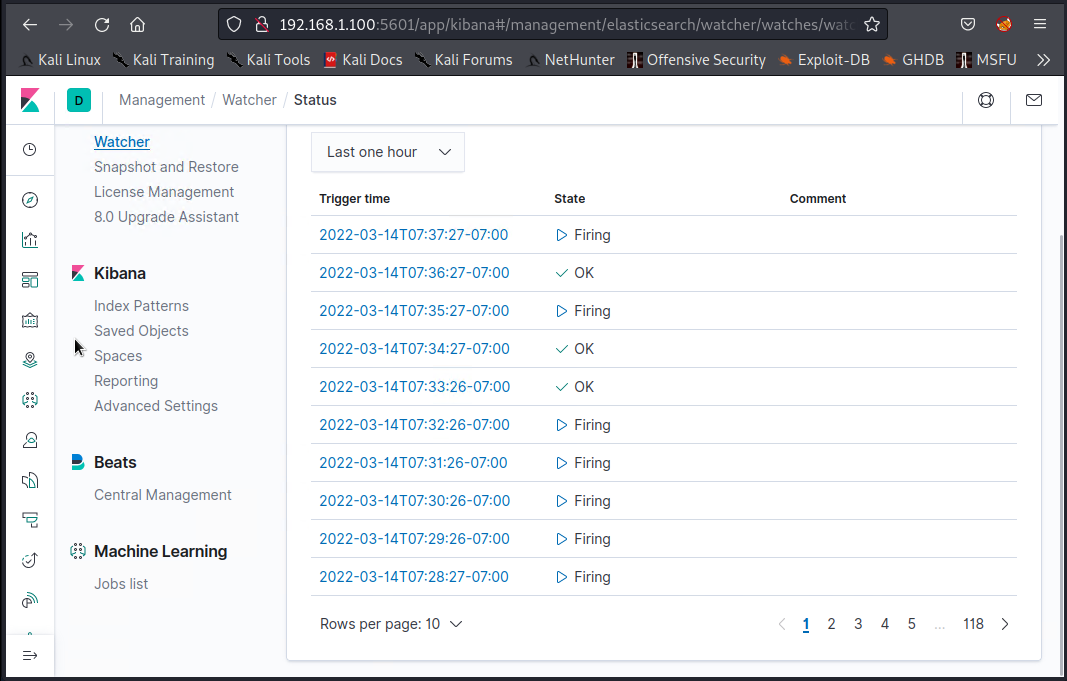 192.168.1.100:5601/app/kibana#/management/elasticsearch/watcher/watches/watc
Kali Linux Kali Training Kali Tools Kali Docs Kali Forums NetHunter Offensive Security Exploit-DB GHDB MSFU
D Management / Watcher / Status
Watcher
Snapshot and Restore
License Management
8.0 Upgrade Assistant
Kibana
Index Patterns
Saved Objects
Spaces
Reporting
Advanced Settings
Beats
Central Management
Machine Learning
Jobs list
Last one hour
Trigger time State Comment
2022-03-14T07:37:27-07:00 Firing
2022-03-14T07:36:27-07:00 OK
2022-03-14T07:35:27-07:00 Firing
2022-03-14T07:34:27-07:00 OK
2022-03-14T07:33:26-07:00 OK
2022-03-14T07:32:26-07:00 Firing
2022-03-14T07:31:26-07:00 Firing
2022-03-14T07:30:26-07:00 Firing
2022-03-14T07:29:26-07:00 Firing
2022-03-14T07:28:27-07:00 Firing
Rows per page: 10 1 2 3 4 5 ... 118